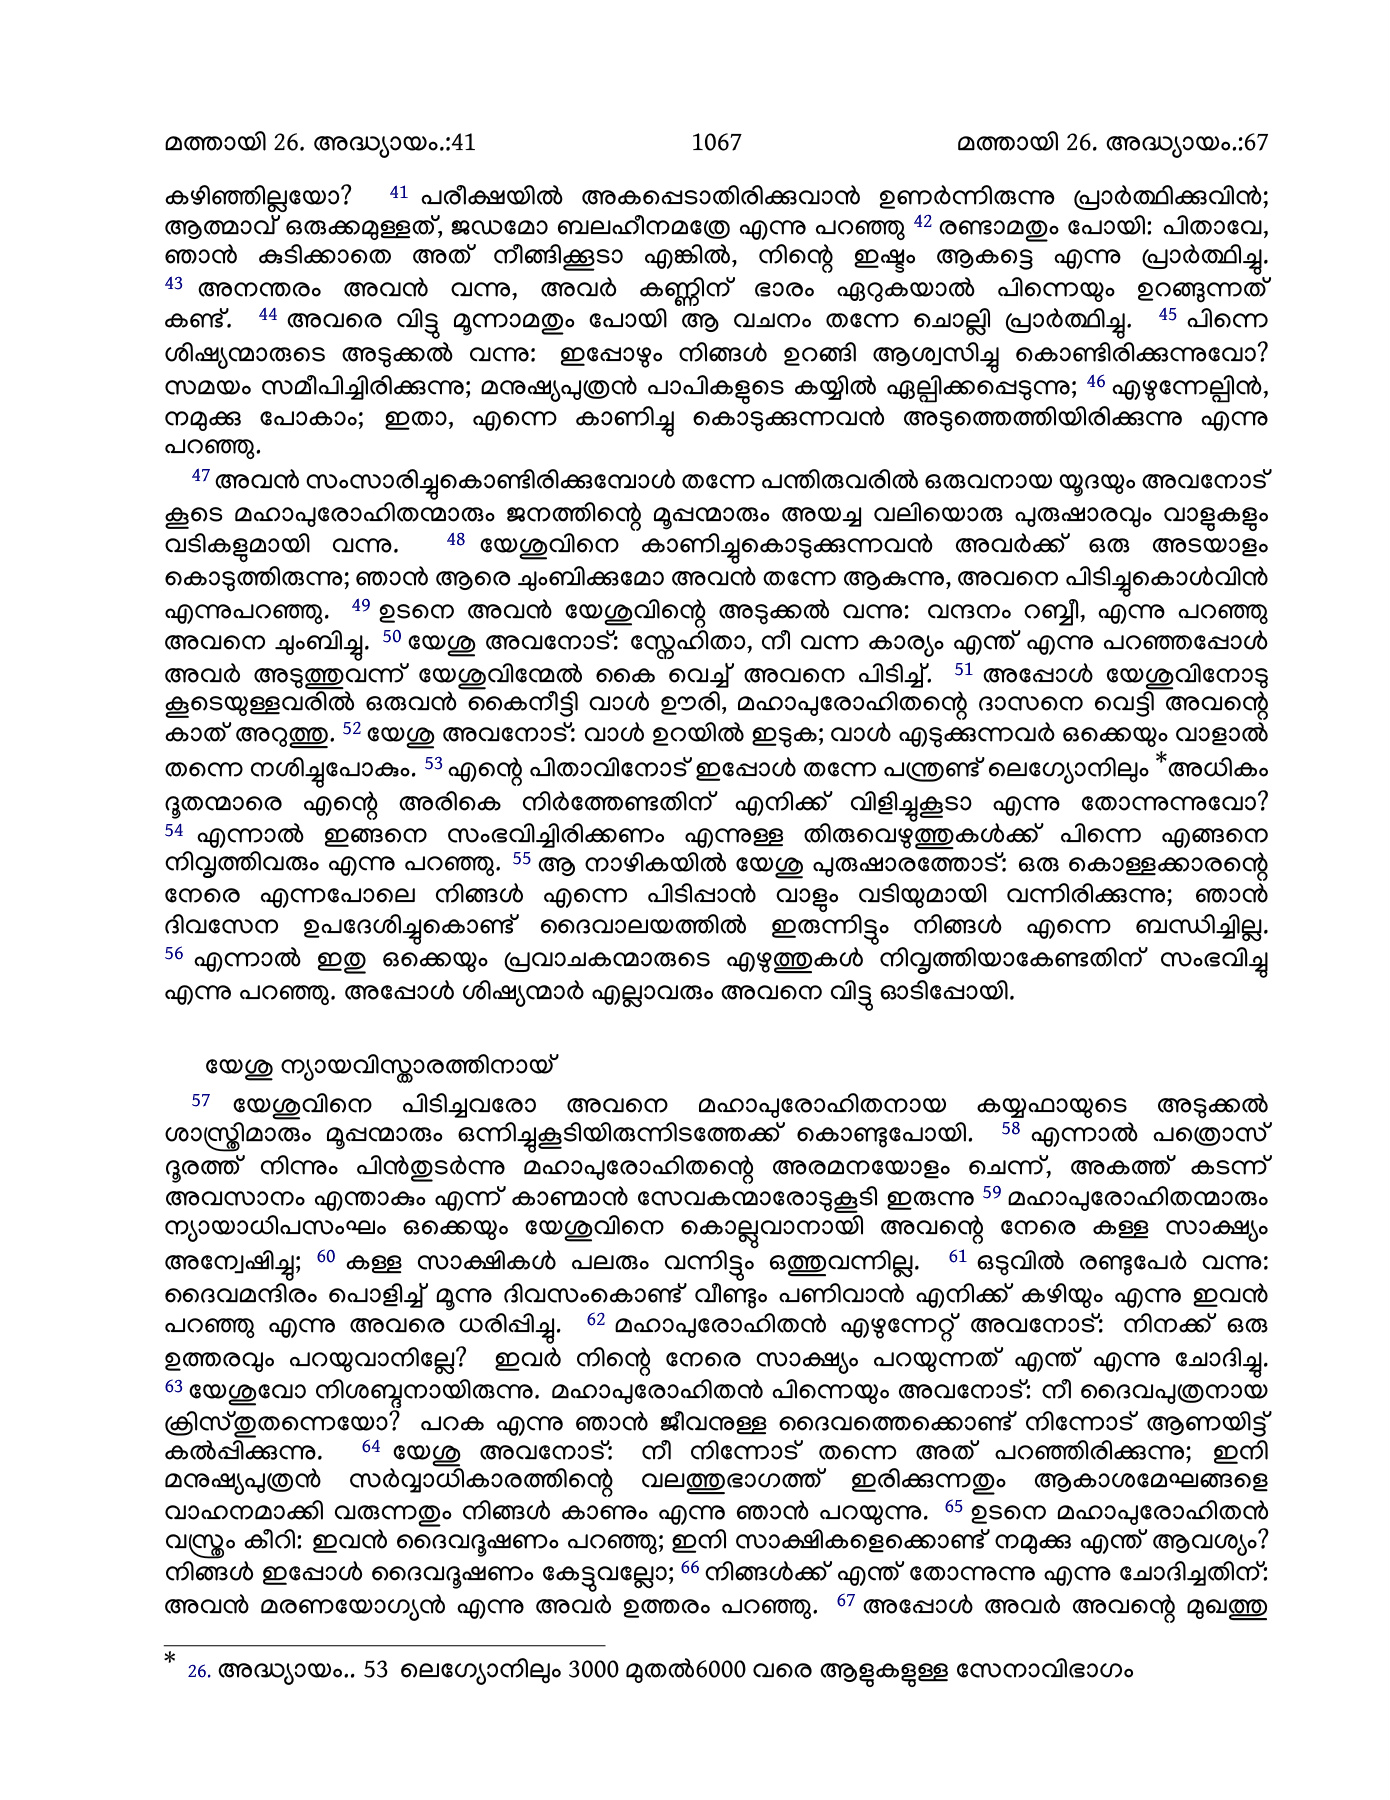 മത്തായി 26. അദ്ധ്യായം.:41 1067 മത്തായി 26. അദ്ധ്യായം.:67
കഴിഞ്ഞില്ലയോ? 41 പരീക്ഷയിൽ അകപ്പെടാതിരിക്കുവാൻ ഉണർന്നിരുന്നു പ്രാർത്ഥിക്കുവിൻ;
ആത്മാവ് ഒരുക്കമുള്ളത്, ജഡമോ ബലഹീനമത്രേ എന്നു പറഞ്ഞു 42 രണ്ടാമതും പോയി: പിതാവേ,
ഞാൻ കുടിക്കാതെ അത് നീങ്ങിക്കൂടാ എങ്കിൽ, നിന്റെ ഇഷ്ടം ആകട്ടെ എന്നു പ്രാർത്ഥിച്ചു.
43 അനന്തരം അവൻ വന്നു, അവർ കണ്ണിന് ഭാരം ഏറുകയാൽ പിന്നെയും ഉറങ്ങുന്നത്
കണ്ട്. 44 അവരെ വിട്ടു മൂന്നാമതും പോയി ആ വചനം തന്നേ ചൊല്ലി പ്രാർത്ഥിച്ചു. 45 പിന്നെ
ശിഷ്യന്മാരുടെ അടുക്കൽ വന്നു: ഇപ്പോഴും നിങ്ങൾ ഉറങ്ങി ആശ്വസിച്ചു കൊണ്ടിരിക്കുന്നുവോ?
സമയം സമീപിച്ചിരിക്കുന്നു; മനുഷ്യപുത്രൻ പാപികളുടെ കയ്യിൽ ഏല്പിക്കപ്പെടുന്നു; 46 എഴുന്നേല്പിൻ,
നമുക്കു പോകാം; ഇതാ, എന്നെ കാണിച്ചു കൊടുക്കുന്നവൻ അടുത്തെത്തിയിരിക്കുന്നു എന്നു
പറഞ്ഞു.
47 അവൻ സംസാരിച്ചുകൊണ്ടിരിക്കുമ്പോൾ തന്നേ പന്തിരുവരിൽ ഒരുവനായ യൂദയും അവനോട്
കൂടെ മഹാപുരോഹിതന്മാരും ജനത്തിന്റെ മൂപ്പന്മാരും അയച്ച വലിയൊരു പുരുഷാരവും വാളുകളും
വടികളുമായി വന്നു. 48 യേശുവിനെ കാണിച്ചുകൊടുക്കുന്നവൻ അവർക്ക് ഒരു അടയാളം
കൊടുത്തിരുന്നു; ഞാൻ ആരെ ചുംബിക്കുമോ അവൻ തന്നേ ആകുന്നു, അവനെ പിടിച്ചുകൊൾവിൻ
എന്നുപറഞ്ഞു. 49 ഉടനെ അവൻ യേശുവിന്റെ അടുക്കൽ വന്നു: വന്ദനം റബ്ബീ, എന്നു പറഞ്ഞു
അവനെ ചുംബിച്ചു. 50 യേശു അവനോട്: സ്നേഹിതാ, നീ വന്ന കാര്യം എന്ത് എന്നു പറഞ്ഞപ്പോൾ
അവർ അടുത്തുവന്ന് യേശുവിന്മേൽ കൈ വെച്ച് അവനെ പിടിച്ച്. 51 അപ്പോൾ യേശുവിനോടു
കൂടെയുള്ളവരിൽ ഒരുവൻ കൈനീട്ടി വാൾ ഊരി, മഹാപുരോഹിതന്റെ ദാസനെ വെട്ടി അവന്റെ
കാത് അറുത്തു. 52 യേശു അവനോട്: വാൾ ഉറയിൽ ഇടുക; വാൾ എടുക്കുന്നവർ ഒക്കെയും വാളാൽ
തന്നെ നശിച്ചുപോകും. 53 എന്റെ പിതാവിനോട് ഇപ്പോൾ തന്നേ പന്ത്രണ്ട് ലെഗ്യോനിലും *അധികം
ദൂതന്മാരെ എന്റെ അരികെ നിർത്തേണ്ടതിന് എനിക്ക് വിളിച്ചുകൂടാ എന്നു തോന്നുന്നുവോ?
54 എന്നാൽ ഇങ്ങനെ സംഭവിച്ചിരിക്കണം എന്നുള്ള തിരുവെഴുത്തുകൾക്ക് പിന്നെ എങ്ങനെ
നിവൃത്തിവരും എന്നു പറഞ്ഞു. 55 ആ നാഴികയിൽ യേശു പുരുഷാരത്തോട്: ഒരു കൊള്ളക്കാരന്റെ
നേരെ എന്നപോലെ നിങ്ങൾ എന്നെ പിടിപ്പാൻ വാളും വടിയുമായി വന്നിരിക്കുന്നു; ഞാൻ
ദിവസേന ഉപദേശിച്ചുകൊണ്ട് ദൈവാലയത്തിൽ ഇരുന്നിട്ടും നിങ്ങൾ എന്നെ ബന്ധിച്ചില്ല.
56 എന്നാൽ ഇതു ഒക്കെയും പ്രവാചകന്മാരുടെ എഴുത്തുകൾ നിവൃത്തിയാകേണ്ടതിന് സംഭവിച്ചു
എന്നു പറഞ്ഞു. അപ്പോൾ ശിഷ്യന്മാർ എല്ലാവരും അവനെ വിട്ടു ഓടിപ്പോയി.
യേശു ന്യായവിസ്താരത്തിനായ്
57 യേശുവിനെ പിടിച്ചവരോ അവനെ മഹാപുരോഹിതനായ കയ്യഫായുടെ അടുക്കൽ
ശാസ്ത്രിമാരും മൂപ്പന്മാരും ഒന്നിച്ചുകൂടിയിരുന്നിടത്തേക്ക് കൊണ്ടുപോയി. 58 എന്നാൽ പത്രൊസ്
ദൂരത്ത് നിന്നും പിൻതുടർന്നു മഹാപുരോഹിതന്റെ അരമനയോളം ചെന്ന്, അകത്ത് കടന്ന്
അവസാനം എന്താകും എന്ന് കാണ്മാൻ സേവകന്മാരോടുകൂടി ഇരുന്നു 59 മഹാപുരോഹിതന്മാരും
ന്യായാധിപസംഘം ഒക്കെയും യേശുവിനെ കൊല്ലുവാനായി അവന്റെ നേരെ കള്ള സാക്ഷ്യം
അന്വേഷിച്ചു; 60 കള്ള സാക്ഷികൾ പലരും വന്നിട്ടും ഒത്തുവന്നില്ല. 61 ഒടുവിൽ രണ്ടുപേർ വന്നു:
ദൈവമന്ദിരം പൊളിച്ച് മൂന്നു ദിവസംകൊണ്ട് വീണ്ടും പണിവാൻ എനിക്ക് കഴിയും എന്നു ഇവൻ
പറഞ്ഞു എന്നു അവരെ ധരിപ്പിച്ചു. 62 മഹാപുരോഹിതൻ എഴുന്നേറ്റ് അവനോട്: നിനക്ക് ഒരു
ഉത്തരവും പറയുവാനില്ലേ? ഇവർ നിന്റെ നേരെ സാക്ഷ്യം പറയുന്നത് എന്ത് എന്നു ചോദിച്ചു.
63 യേശുവോ നിശബ്ദനായിരുന്നു. മഹാപുരോഹിതൻ പിന്നെയും അവനോട്: നീ ദൈവപുത്രനായ
ക്രിസ്തുതന്നെയോ? പറക എന്നു ഞാൻ ജീവനുള്ള ദൈവത്തെക്കൊണ്ട് നിന്നോട് ആണയിട്ട്
കൽപ്പിക്കുന്നു. 64 യേശു അവനോട്: നീ നിന്നോട് തന്നെ അത് പറഞ്ഞിരിക്കുന്നു; ഇനി
മനുഷ്യപുത്രൻ സർവ്വാധികാരത്തിന്റെ വലത്തുഭാഗത്ത് ഇരിക്കുന്നതും ആകാശമേഘങ്ങളെ
വാഹനമാക്കി വരുന്നതും നിങ്ങൾ കാണും എന്നു ഞാൻ പറയുന്നു. 65 ഉടനെ മഹാപുരോഹിതൻ
വസ്ത്രം കീറി: ഇവൻ ദൈവദൂഷണം പറഞ്ഞു; ഇനി സാക്ഷികളെക്കൊണ്ട് നമുക്കു എന്ത് ആവശ്യം?
നിങ്ങൾ ഇപ്പോൾ ദൈവദൂഷണം കേട്ടുവല്ലോ; 66 നിങ്ങൾക്ക് എന്ത് തോന്നുന്നു എന്നു ചോദിച്ചതിന്:
അവൻ മരണയോഗ്യൻ എന്നു അവർ ഉത്തരം പറഞ്ഞു. 67 അപ്പോൾ അവർ അവന്റെ മുഖത്തു
* 26. അദ്ധ്യായം.. 53 ലെഗ്യോനിലും 3000 മുതൽ6000 വരെ ആളുകളുള്ള സേനാവിഭാഗം